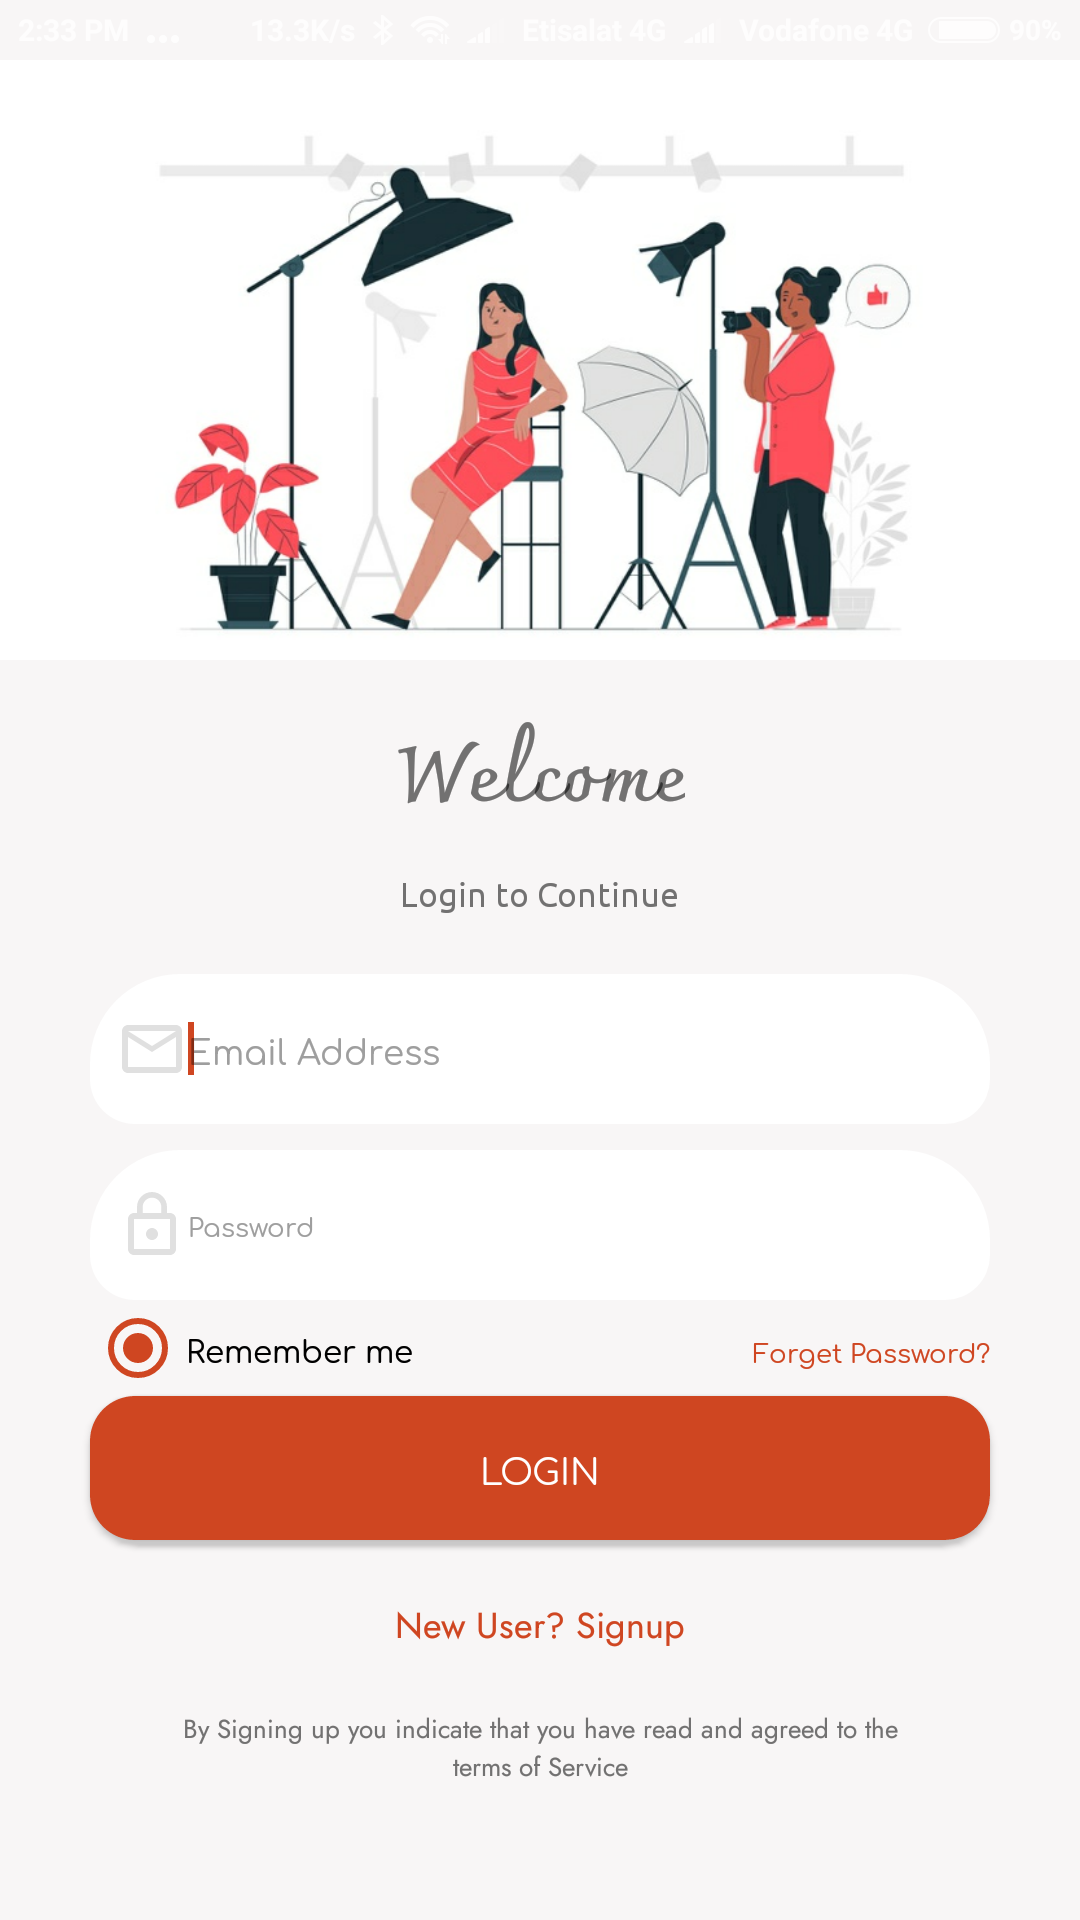 2:33 PM ... 13.3K/s Etisalat 4G Vodafone 4G 90%
Welcome
Login to Continue
Email Address
Password
Remember me Forget Password?
LOGIN
New User? Signup
By Signing up you indicate that you have read and agreed to the
terms of Service